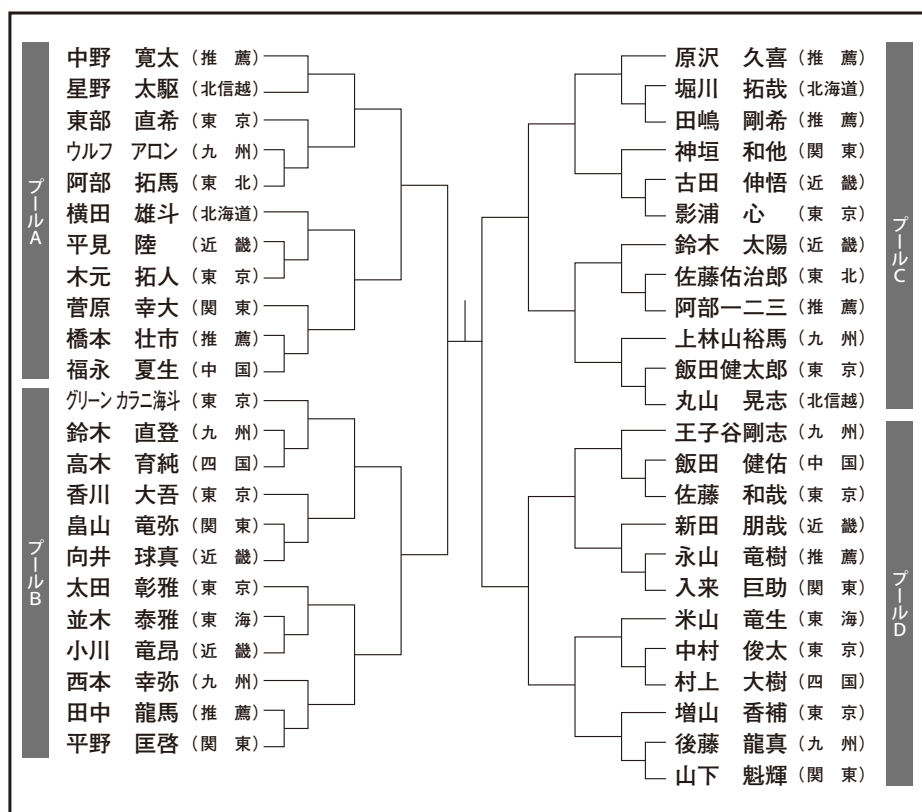 プールA
中野 寛太(推 薦)
星野 太駆(北信越)
東部 直希(東 京)
ウルフ アロン(九 州)
阿部 拓馬(東 北)
横田 雄斗(北海道)
平見 陸(近 畿)
木元 拓人(東 京)
菅原 幸大(関 東)
橋本 壮市(推 薦)
福永 夏生(中 国)
プールB
グリーン カラニ海斗(東 京)
鈴木 直登(九 州)
高木 育純(四 国)
香川 大吾(東 京)
畠山 竜弥(関 東)
向井 球真(近 畿)
太田 彰雅(東 京)
並木 泰雅(東 海)
小川 竜昂(近 畿)
西本 幸弥(九 州)
田中 龍馬(推 薦)
平野 匡啓(関 東)
プールC
原沢 久喜(推 薦)
堀川 拓哉(北海道)
田嶋 剛希(推 薦)
神垣 和他(関 東)
古田 伸悟(近 畿)
影浦 心(東 京)
鈴木 太陽(近 畿)
佐藤佑治郎(東 北)
阿部一二三(推 薦)
上林山裕馬(九 州)
飯田健太郎(東 京)
丸山 晃志(北信越)
プールD
王子谷剛志(九 州)
飯田 健佑(中 国)
佐藤 和哉(東 京)
新田 朋哉(近 畿)
永山 竜樹(推 薦)
入来 巨助(関 東)
米山 竜生(東 海)
中村 俊太(東 京)
村上 大樹(四 国)
増山 香補(東 京)
後藤 龍真(九 州)
山下 魁輝(関 東)